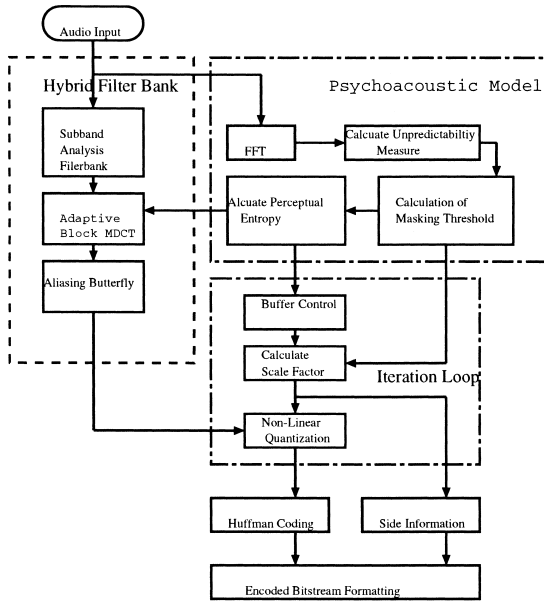 Audio Input
Hybrid Filter Bank
Psychoacoustic Model
Subband
Analysis
Filerbank
FFT
Calcuate Unpredictabiltiy
Measure
Adaptive
Block MDCT
Alcuate Perceptual
Entropy
Calculation of
Masking Threshold
Aliasing Butterfly
Buffer Control
Calculate
Scale Factor
Iteration Loop
Non-Linear
Quantization
Huffman Coding
Side Information
Encoded Bitstream Formatting